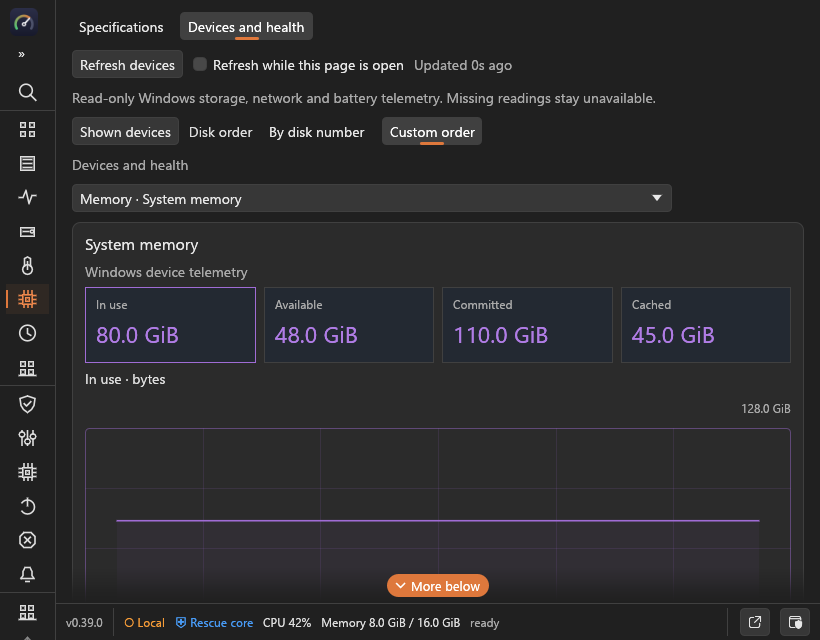 Specifications Devices and health
»
Refresh devices Refresh while this page is open Updated 0s ago
Read-only Windows storage, network and battery telemetry. Missing readings stay unavailable.
Shown devices Disk order By disk number Custom order
Devices and health
Memory · System memory
System memory
Windows device telemetry
In use Available Committed Cached
80.0 GiB 48.0 GiB 110.0 GiB 45.0 GiB
In use · bytes
128.0 GiB
More below
v0.39.0 Local Rescue core CPU 42% Memory 8.0 GiB / 16.0 GiB ready